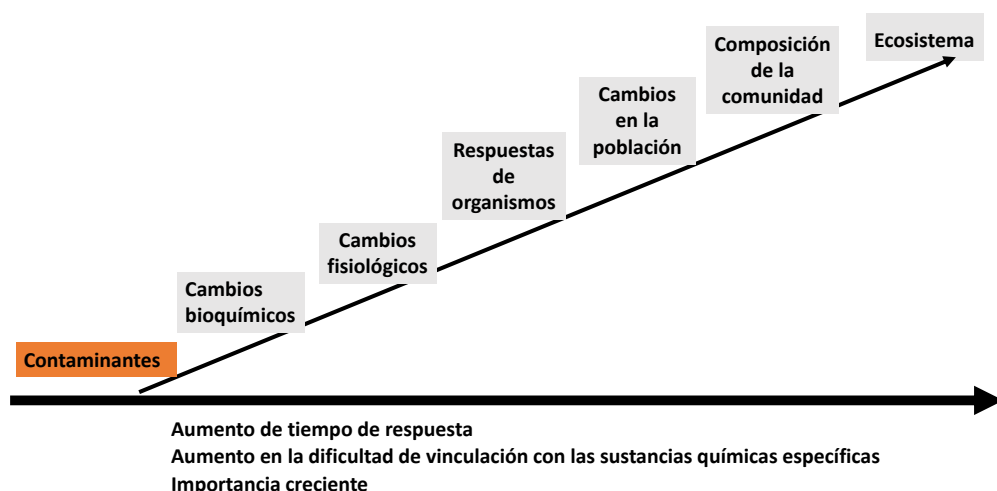 Composición
de la
comunidad
Ecosistema
Cambios
en la
población
Respuestas
de
organismos
Cambios
fisiológicos
Cambios
bioquímicos
Contaminantes
Aumento de tiempo de respuesta
Aumento en la dificultad de vinculación con las sustancias químicas específicas
Importancia creciente